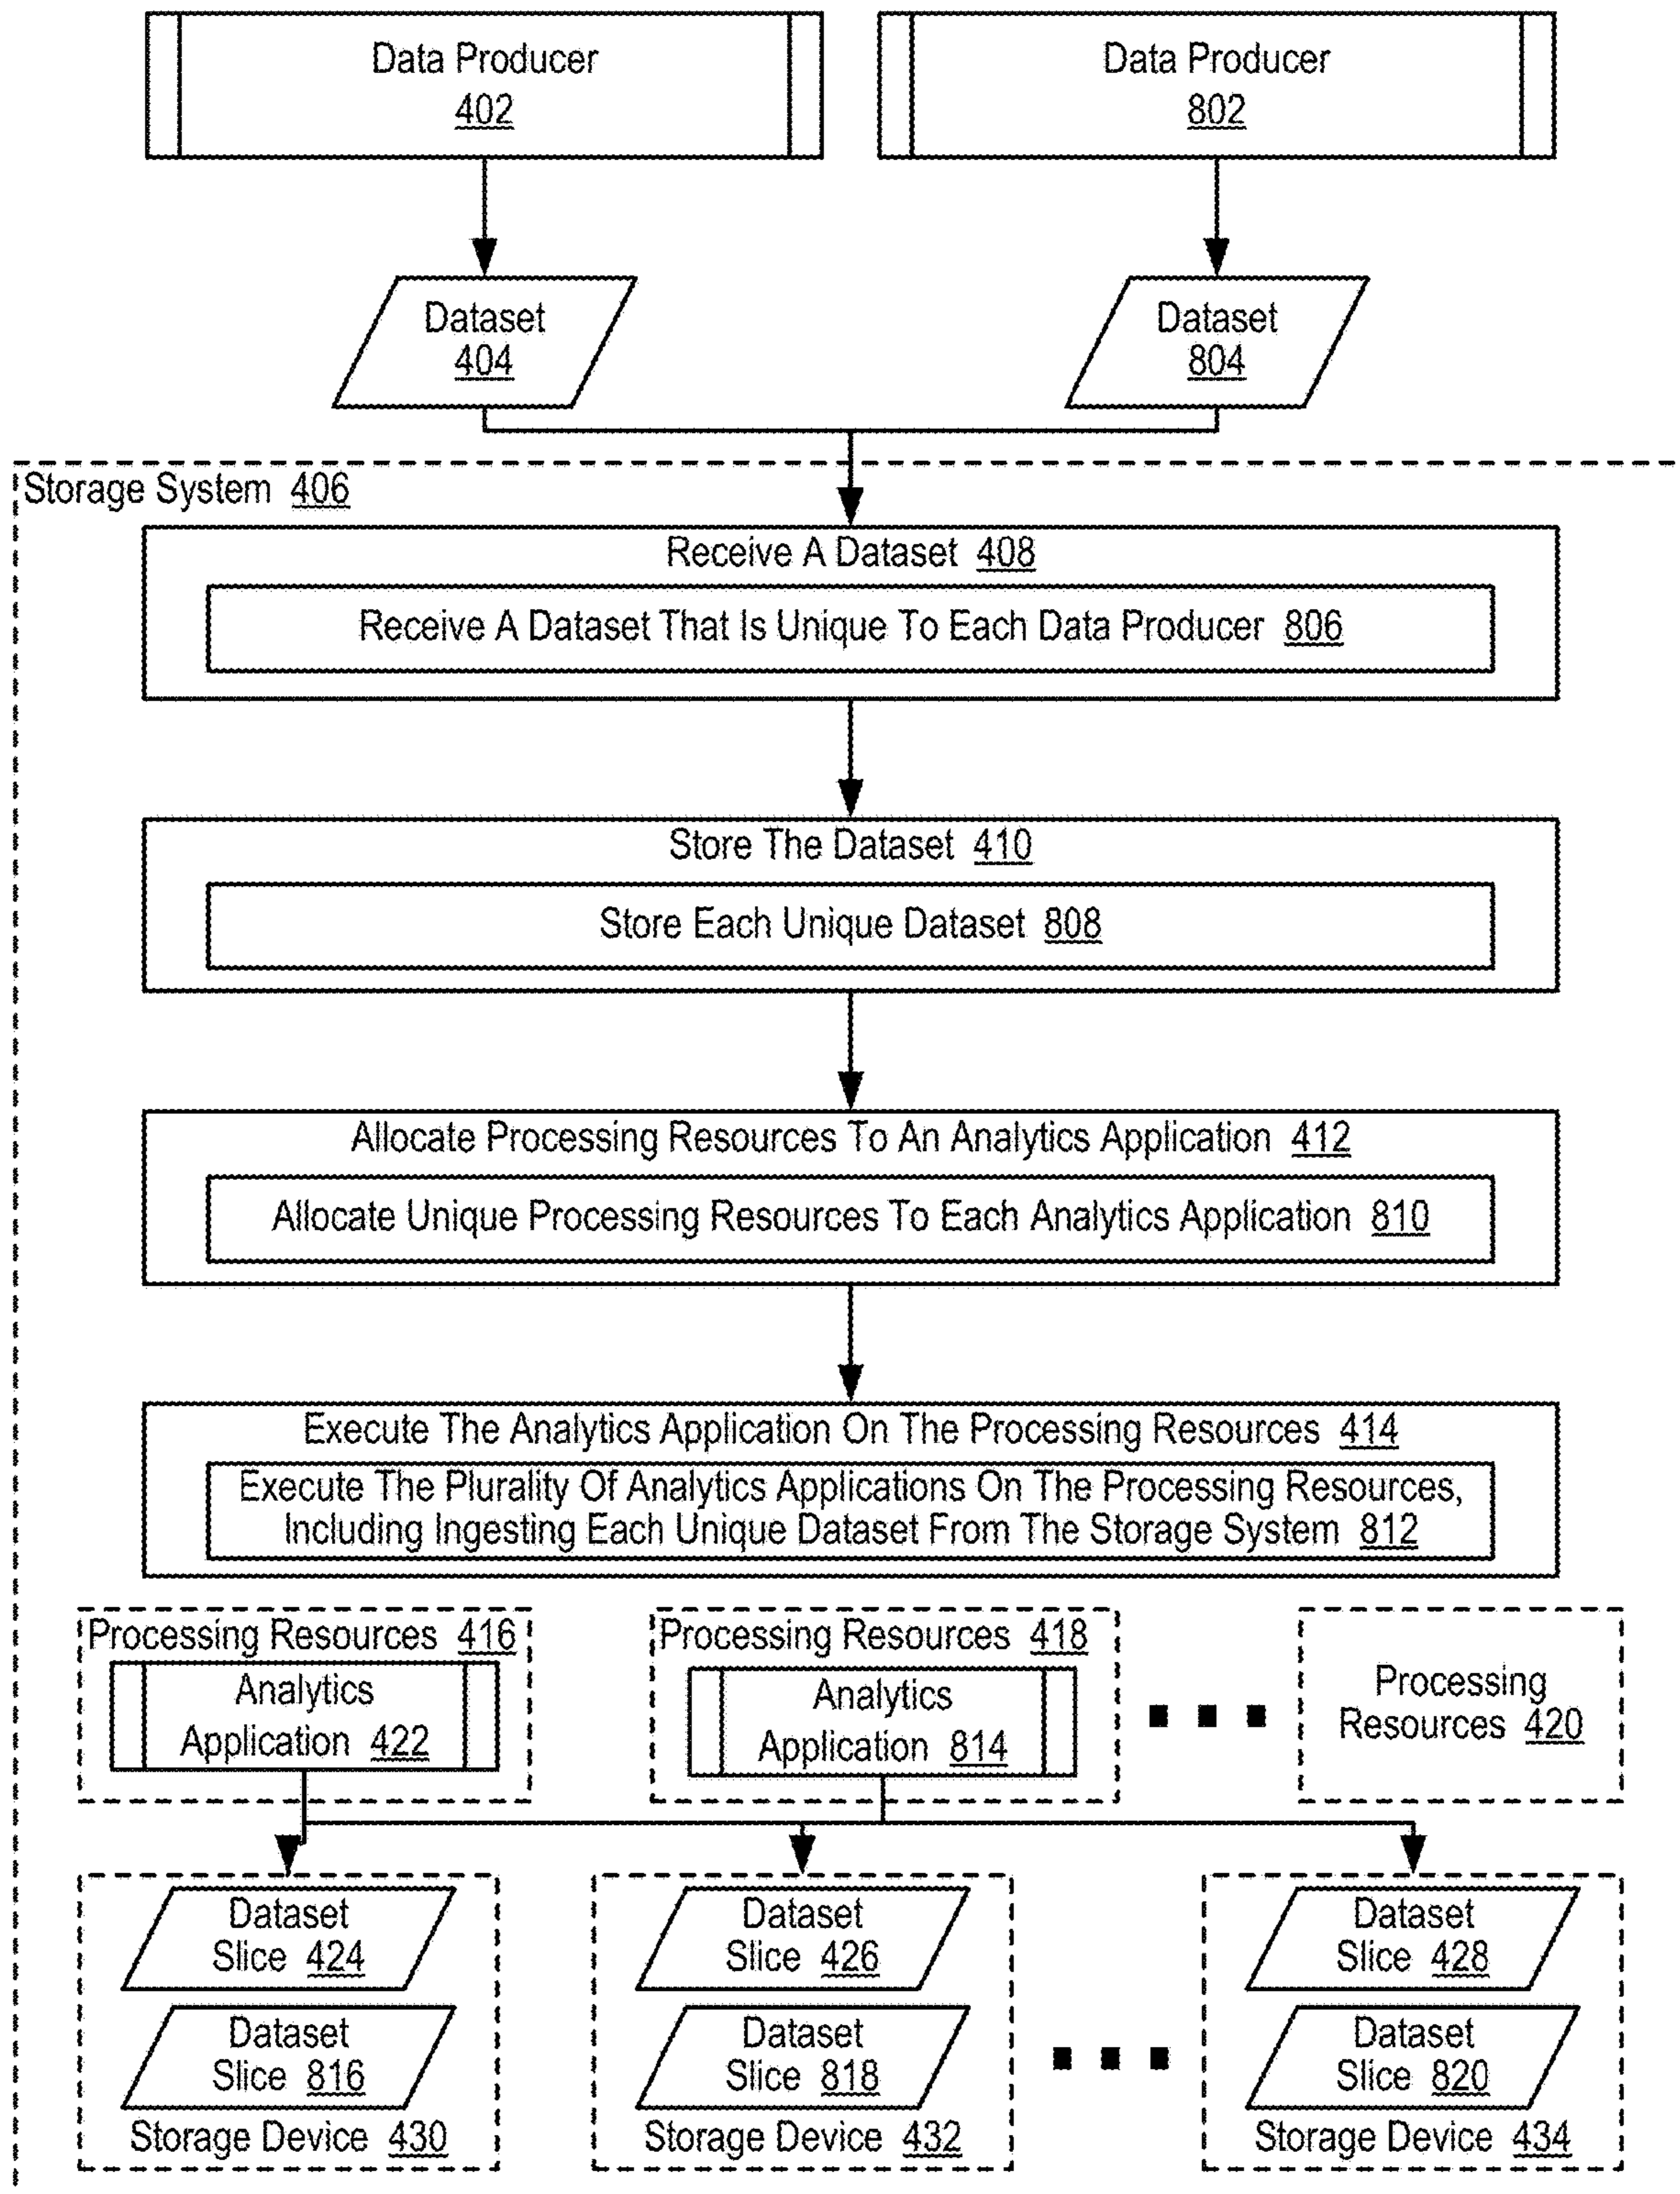 Data Producer
402
Data Producer
802
Dataset
404
Dataset
804
Storage System 406
Receive A Dataset 408
Receive A Dataset That Is Unique To Each Data Producer 806
Store The Dataset 410
Store Each Unique Dataset 808
Allocate Processing Resources To An Analytics Application 412
Allocate Unique Processing Resources To Each Analytics Application 810
Execute The Analytics Application On The Processing Resources 414
Execute The Plurality Of Analytics Applications On The Processing Resources,
Including Ingesting Each Unique Dataset From The Storage System 812
Processing Resources 416
Analytics
Application 422
Processing Resources 418
Analytics
Application 814
Processing
Resources 420
Dataset
Slice 424
Dataset
Slice 816
Storage Device 430
Dataset
Slice 426
Dataset
Slice 818
Storage Device 432
Dataset
Slice 428
Dataset
Slice 820
Storage Device 434